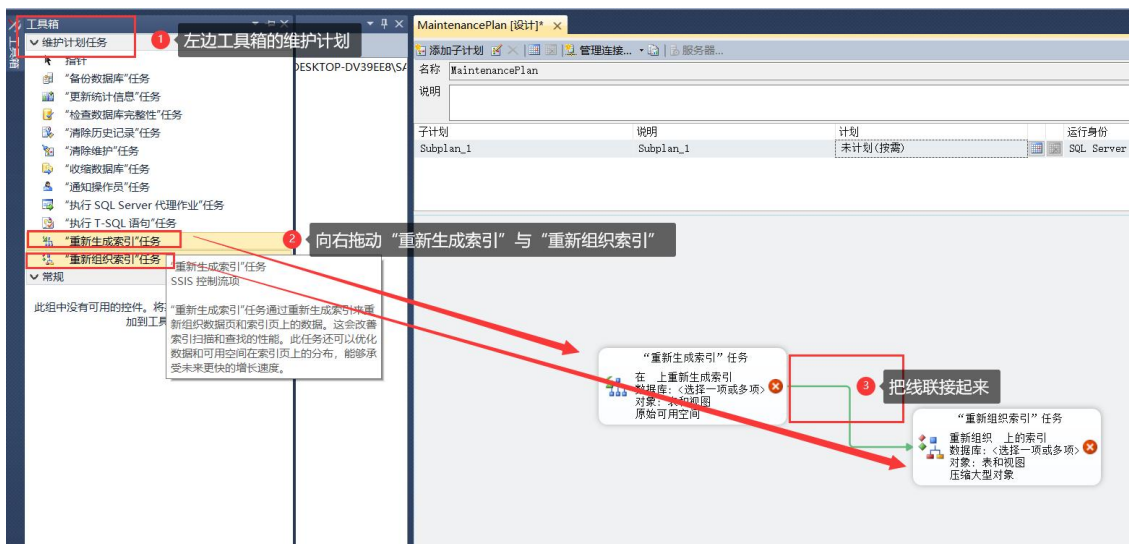 工具箱
维护计划任务
1 左边工具箱的维护计划
指针
“备份数据库”任务
“更新统计信息”任务
“检查数据库完整性”任务
“清除历史记录”任务
“清除维护”任务
“收缩数据库”任务
“通知操作员”任务
“执行 SQL Server 代理作业”任务
“执行 T-SQL 语句”任务
“重新生成索引”任务
“重新组织索引”任务
常规
此组中没有可用的控件。将
加到工具
“重新生成索引”任务
SSIS 控制流项
“重新生成索引”任务通过重新生成索引来重
新组织数据页和索引页上的数据。这会改善
索引扫描和查找的性能。此任务还可以优化
数据和可用空间在索引页上的分布，能够承
受未来更快的增长速度。
2 向右拖动“重新生成索引”与“重新组织索引”
DESKTOP-DV39EE8\SA
MaintenancePlan [设计]*
添加子计划 管理连接... 服务器...
名称 MaintenancePlan
说明
子计划 说明 计划 运行身份
Subplan_1 Subplan_1 未计划(按需) SQL Server
“重新生成索引”任务
在 上重新生成索引
数据库: <选择一项或多项>
对象: 表和视图
原始可用空间
3 把线联接起来
“重新组织索引”任务
重新组织 上的索引
数据库: <选择一项或多项>
对象: 表和视图
压缩大型对象